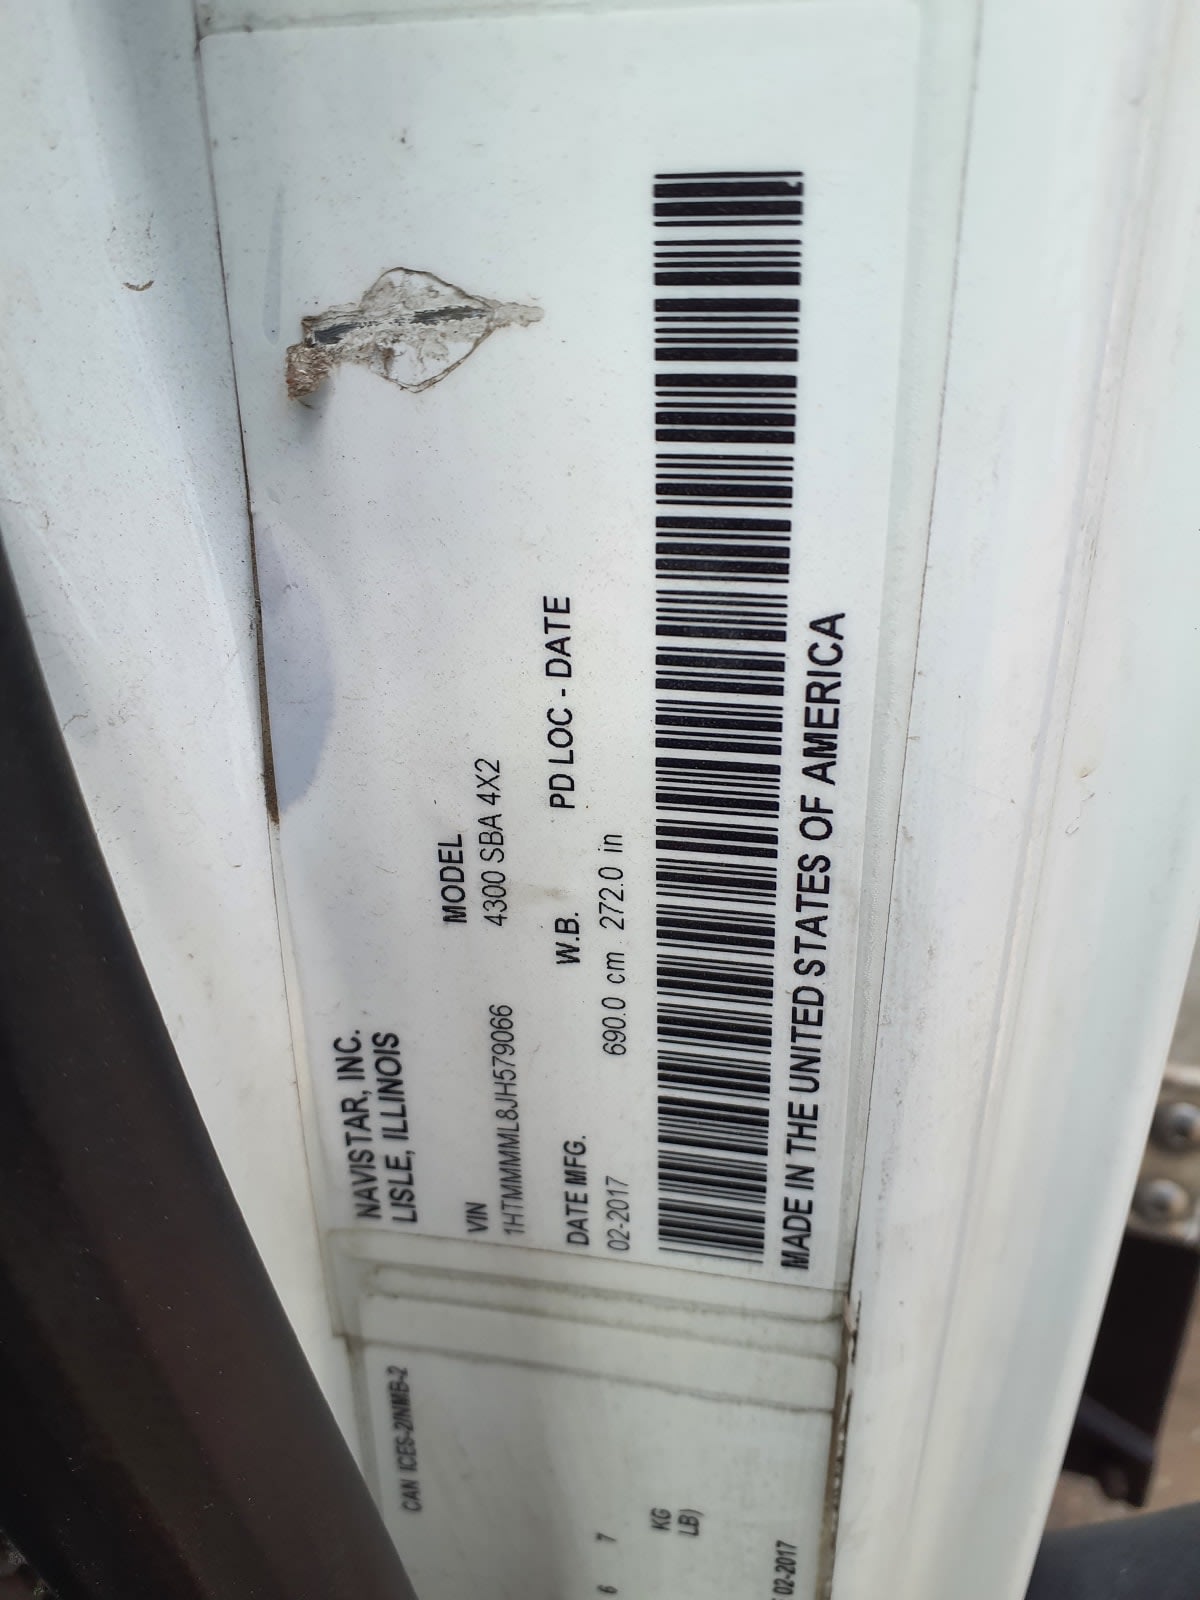 NAVISTAR, INC.
LISLE, ILLINOIS
VIN MODEL
1HTMMMML8JH579066 4300 SBA 4X2
DATE MFG. W.B. PD LOC - DATE
02-2017 690.0 cm 272.0 in
MADE IN THE UNITED STATES OF AMERICA
CAN ICES-2/NMB-2
6 7
KG
LB)
02-2017